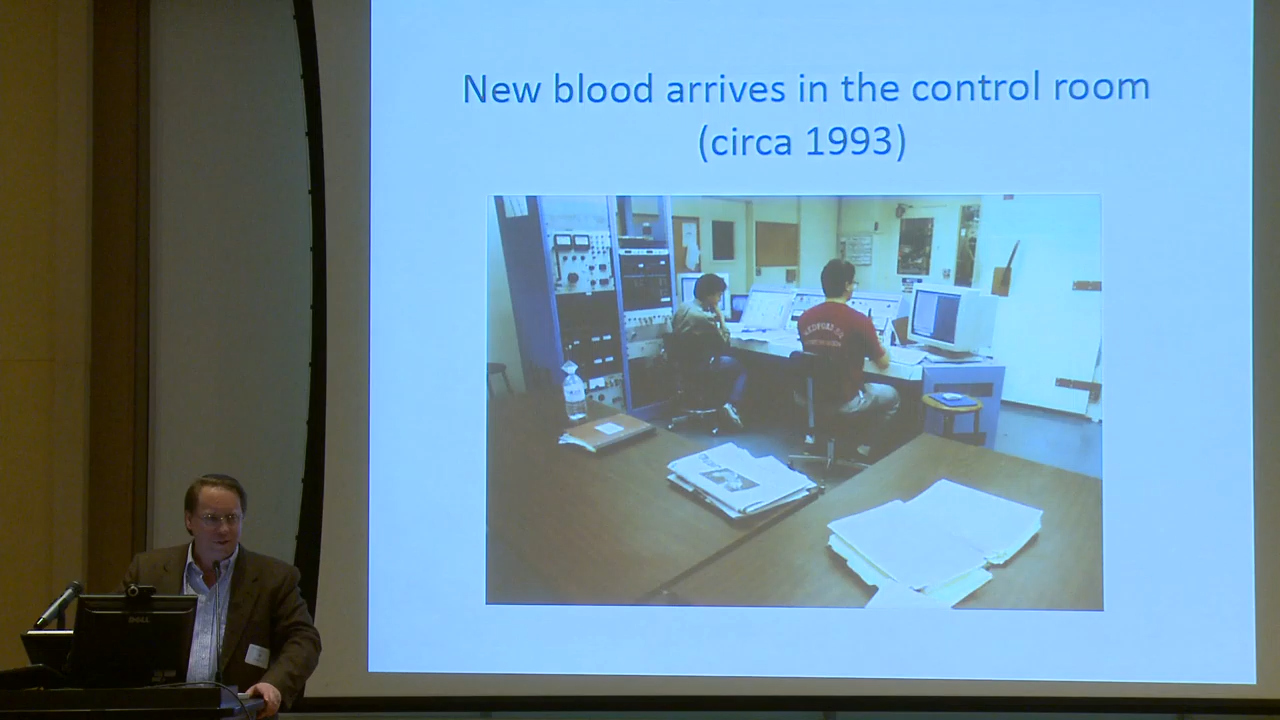 New blood arrives in the control room
(circa 1993)
DELL